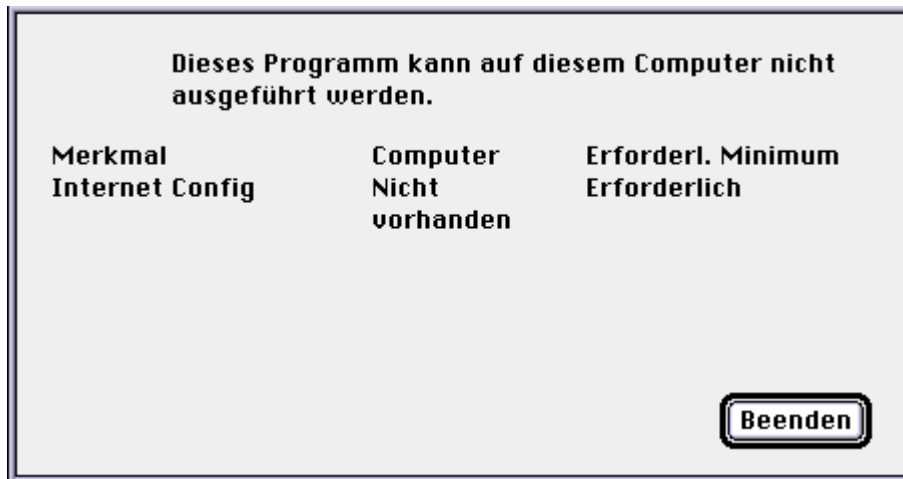 Dieses Programm kann auf diesem Computer nicht
ausgeführt werden.
Merkmal Computer Erforderl. Minimum
Internet Config Nicht Erforderlich
vorhanden
Beenden